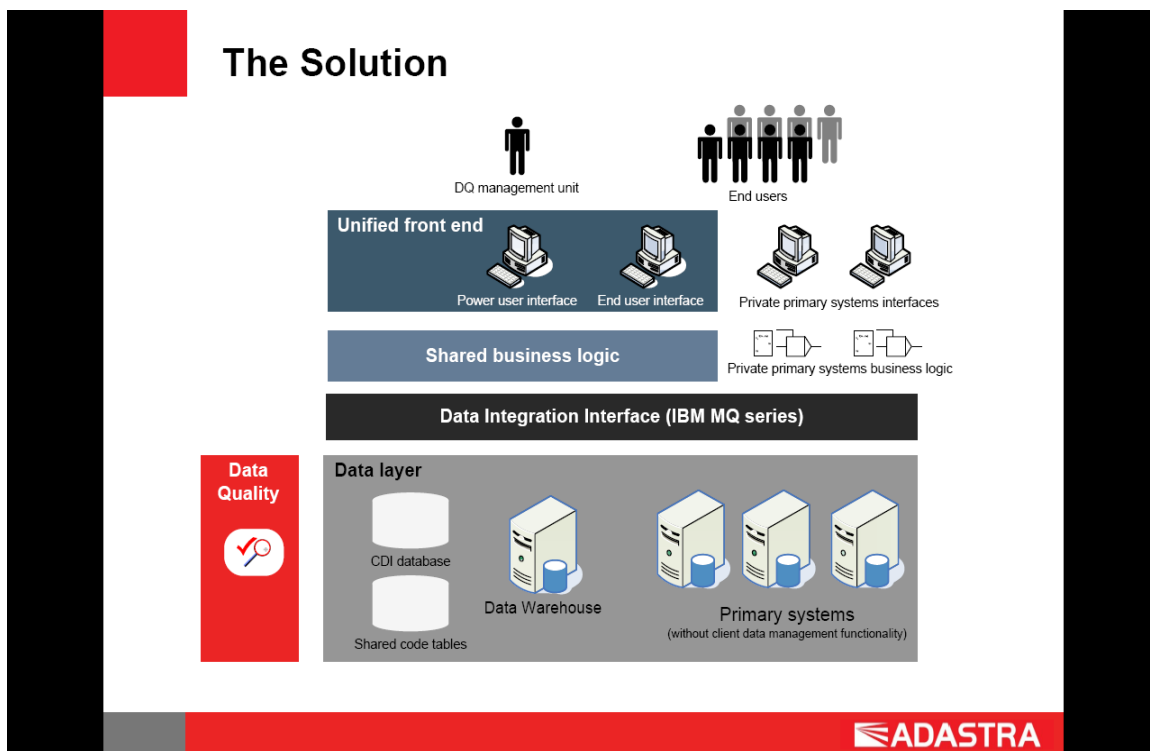 The Solution
DQ management unit
End users
Unified front end
Power user interface
End user interface
Private primary systems interfaces
Shared business logic
Private primary systems business logic
Data Integration Interface (IBM MQ series)
Data
Quality
Data layer
CDI database
Shared code tables
Data Warehouse
Primary systems
(without client data management functionality)
ADASTRA